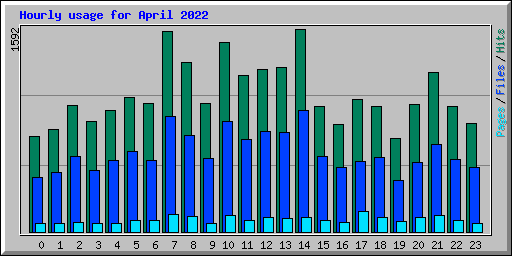 Hourly usage for April 2022
1592
Pages/Files/Hits
0 1 2 3 4 5 6 7 8 9 10 11 12 13 14 15 16 17 18 19 20 21 22 23